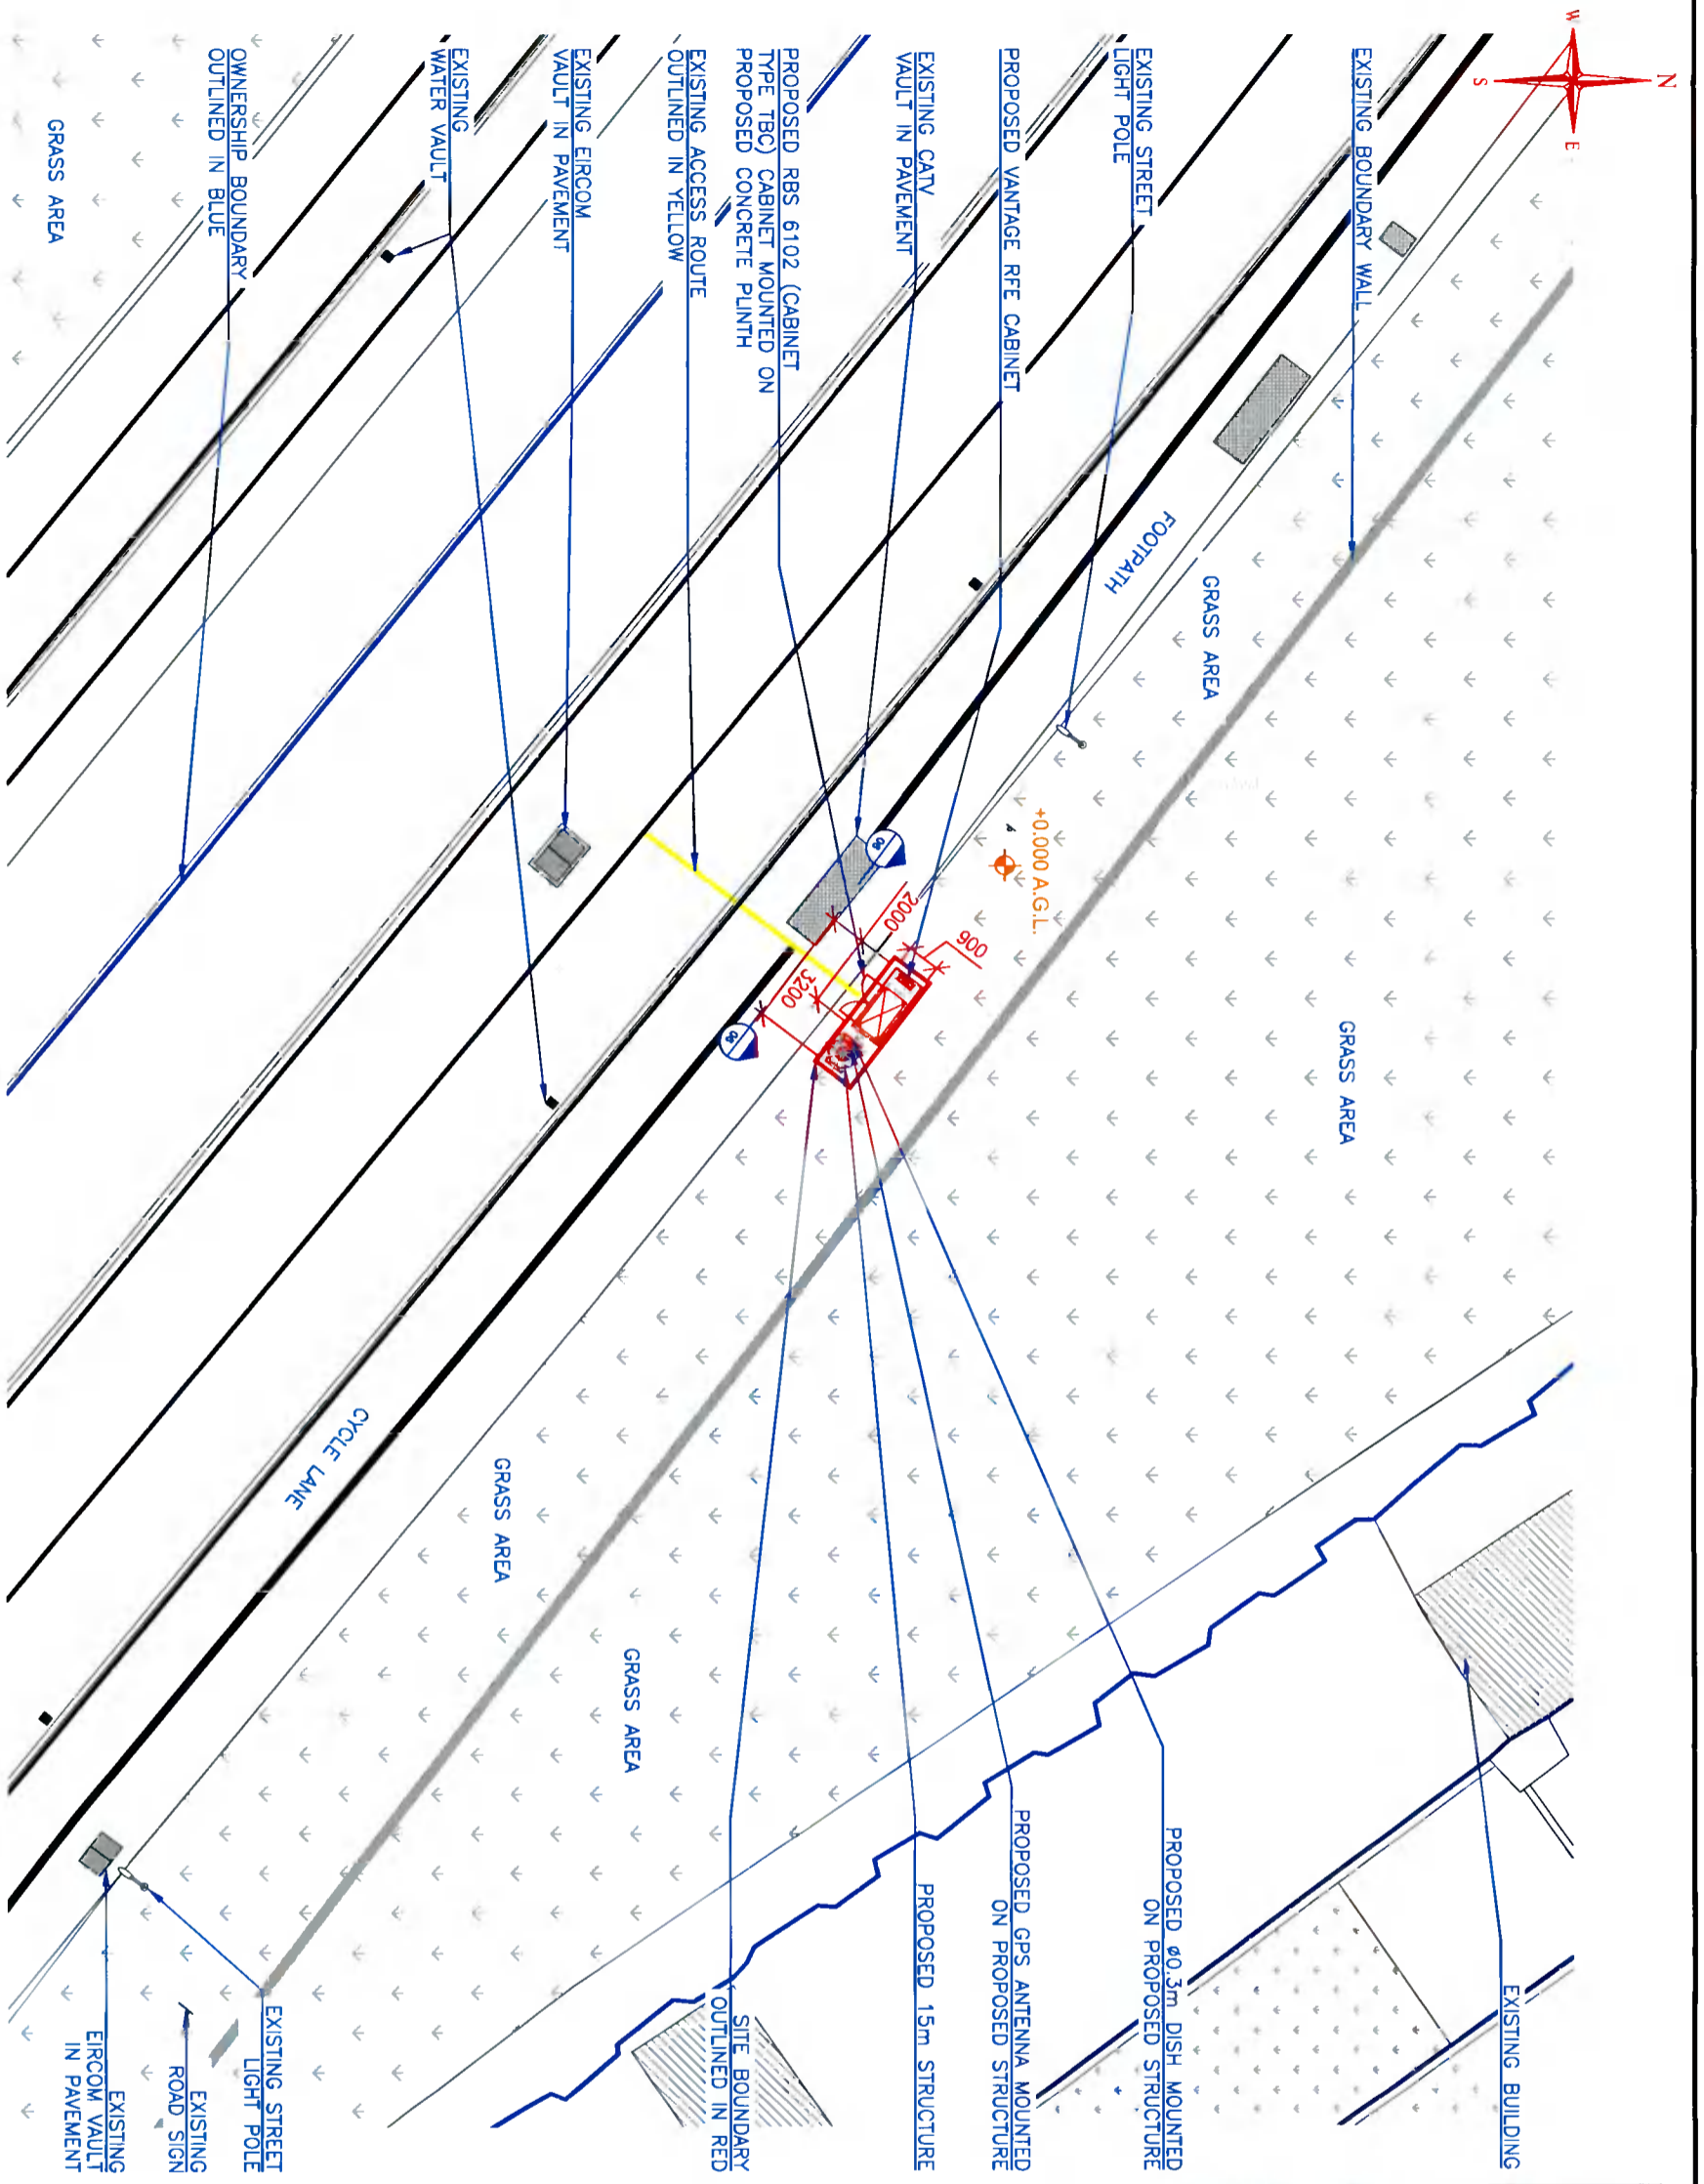 N
W
E
S
EXISTING BOUNDARY WALL
EXISTING STREET
LIGHT POLE
PROPOSED VANTAGE RFE CABINET
EXISTING CATV
VAULT IN PAVEMENT
PROPOSED RBS 6102 (CABINET
TYPE TBC) CABINET MOUNTED ON
PROPOSED CONCRETE PLINTH
EXISTING ACCESS ROUTE
OUTLINED IN YELLOW
EXISTING EIRCOM
VAULT IN PAVEMENT
EXISTING
WATER VAULT
OWNERSHIP BOUNDARY
OUTLINED IN BLUE
GRASS AREA
FOOTPATH
GRASS AREA
+0.000 A.G.L.
GRASS AREA
06
2000
900
3200
06
CYCLE LANE
GRASS AREA
GRASS AREA
EXISTING BUILDING
PROPOSED ø0.3m DISH MOUNTED
ON PROPOSED STRUCTURE
PROPOSED GPS ANTENNA MOUNTED
ON PROPOSED STRUCTURE
PROPOSED 15m STRUCTURE
SITE BOUNDARY
OUTLINED IN RED
EXISTING STREET
LIGHT POLE
EXISTING
ROAD SIGN
EXISTING
EIRCOM VAULT
IN PAVEMENT